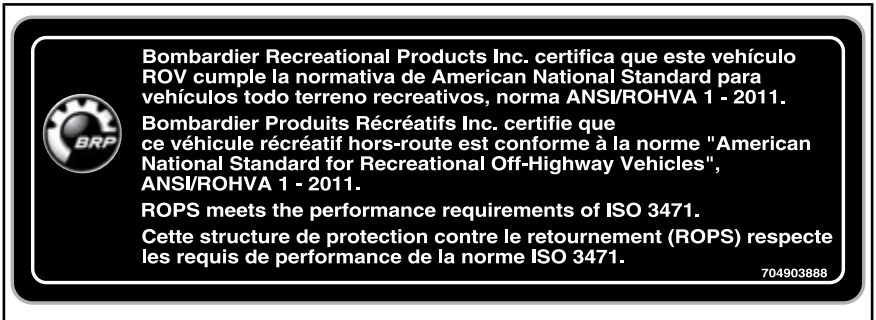 Bombardier Recreational Products Inc. certifica que este vehículo
ROV cumple la normativa de American National Standard para
vehículos todo terreno recreativos, norma ANSI/ROHVA 1 - 2011.
Bombardier Produits Récréatifs Inc. certifie que
ce véhicule récréatif hors-route est conforme à la norme "American
National Standard for Recreational Off-Highway Vehicles",
ANSI/ROHVA 1 - 2011.
BRP
ROPS meets the performance requirements of ISO 3471.
Cette structure de protection contre le retournement (ROPS) respecte
les requis de performance de la norme ISO 3471.
704903888